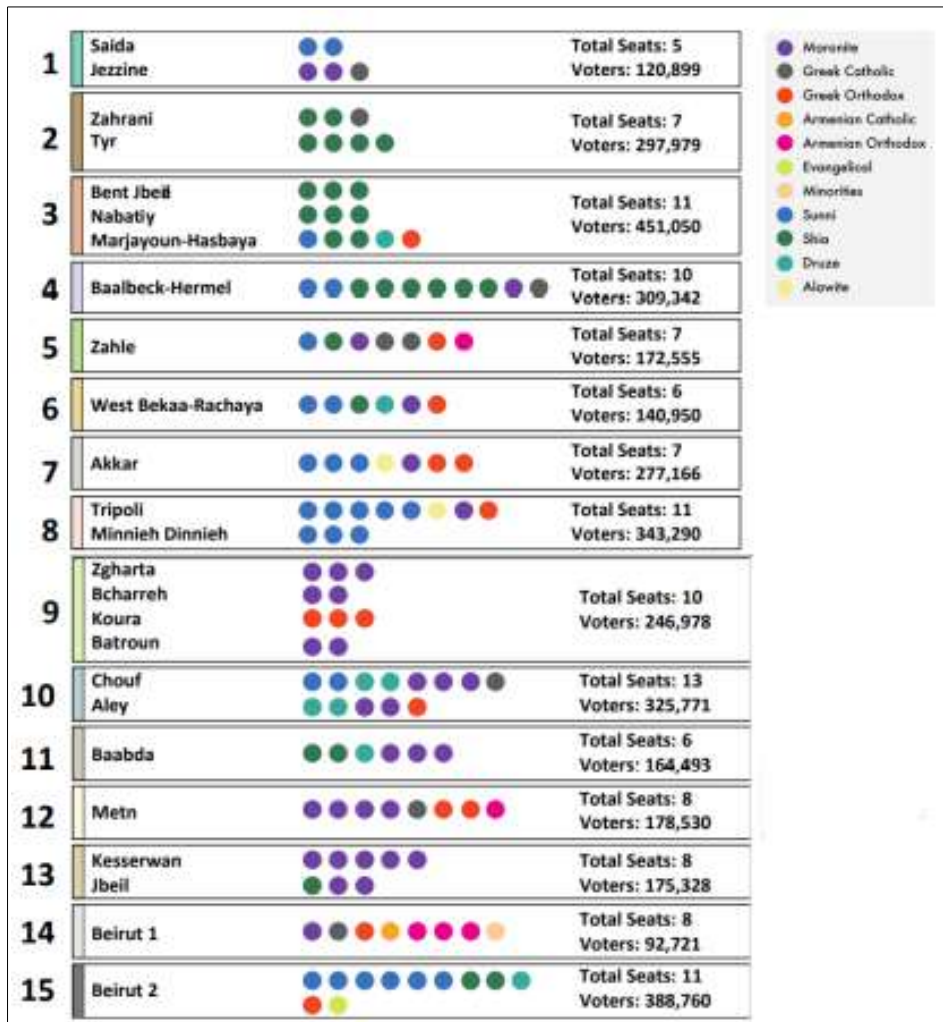 1
Saida
Jezzine
Total Seats: 5
Voters: 120,899
2
Zahrani
Tyr
Total Seats: 7
Voters: 297,979
3
Bent Jbeil
Nabatiy
Marjayoun-Hasbaya
Total Seats: 11
Voters: 451,050
4
Baalbeck-Hermel
Total Seats: 10
Voters: 309,342
5
Zahle
Total Seats: 7
Voters: 172,555
6
West Bekaa-Rachaya
Total Seats: 6
Voters: 140,950
7
Akkar
Total Seats: 7
Voters: 277,166
8
Tripoli
Minnieh Dinnieh
Total Seats: 11
Voters: 343,290
9
Zgharta
Bcharreh
Koura
Batroun
Total Seats: 10
Voters: 246,978
10
Chouf
Aley
Total Seats: 13
Voters: 325,771
11
Baabda
Total Seats: 6
Voters: 164,493
12
Metn
Total Seats: 8
Voters: 178,530
13
Kesserwan
Jbeil
Total Seats: 8
Voters: 175,328
14
Beirut 1
Total Seats: 8
Voters: 92,721
15
Beirut 2
Total Seats: 11
Voters: 388,760
Maronite
Greek Catholic
Greek Orthodox
Armenian Catholic
Armenian Orthodox
Evangelical
Minorities
Sunni
Shia
Druze
Alawite